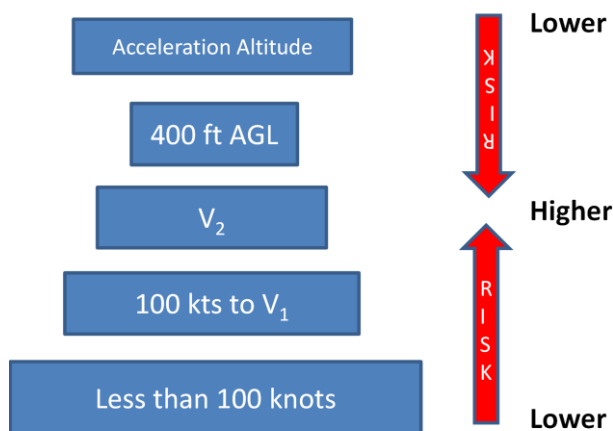 Lower
Acceleration Altitude
RISK
400 ft AGL
Higher
V₂
100 kts to V₁
RISK
Less than 100 knots
Lower